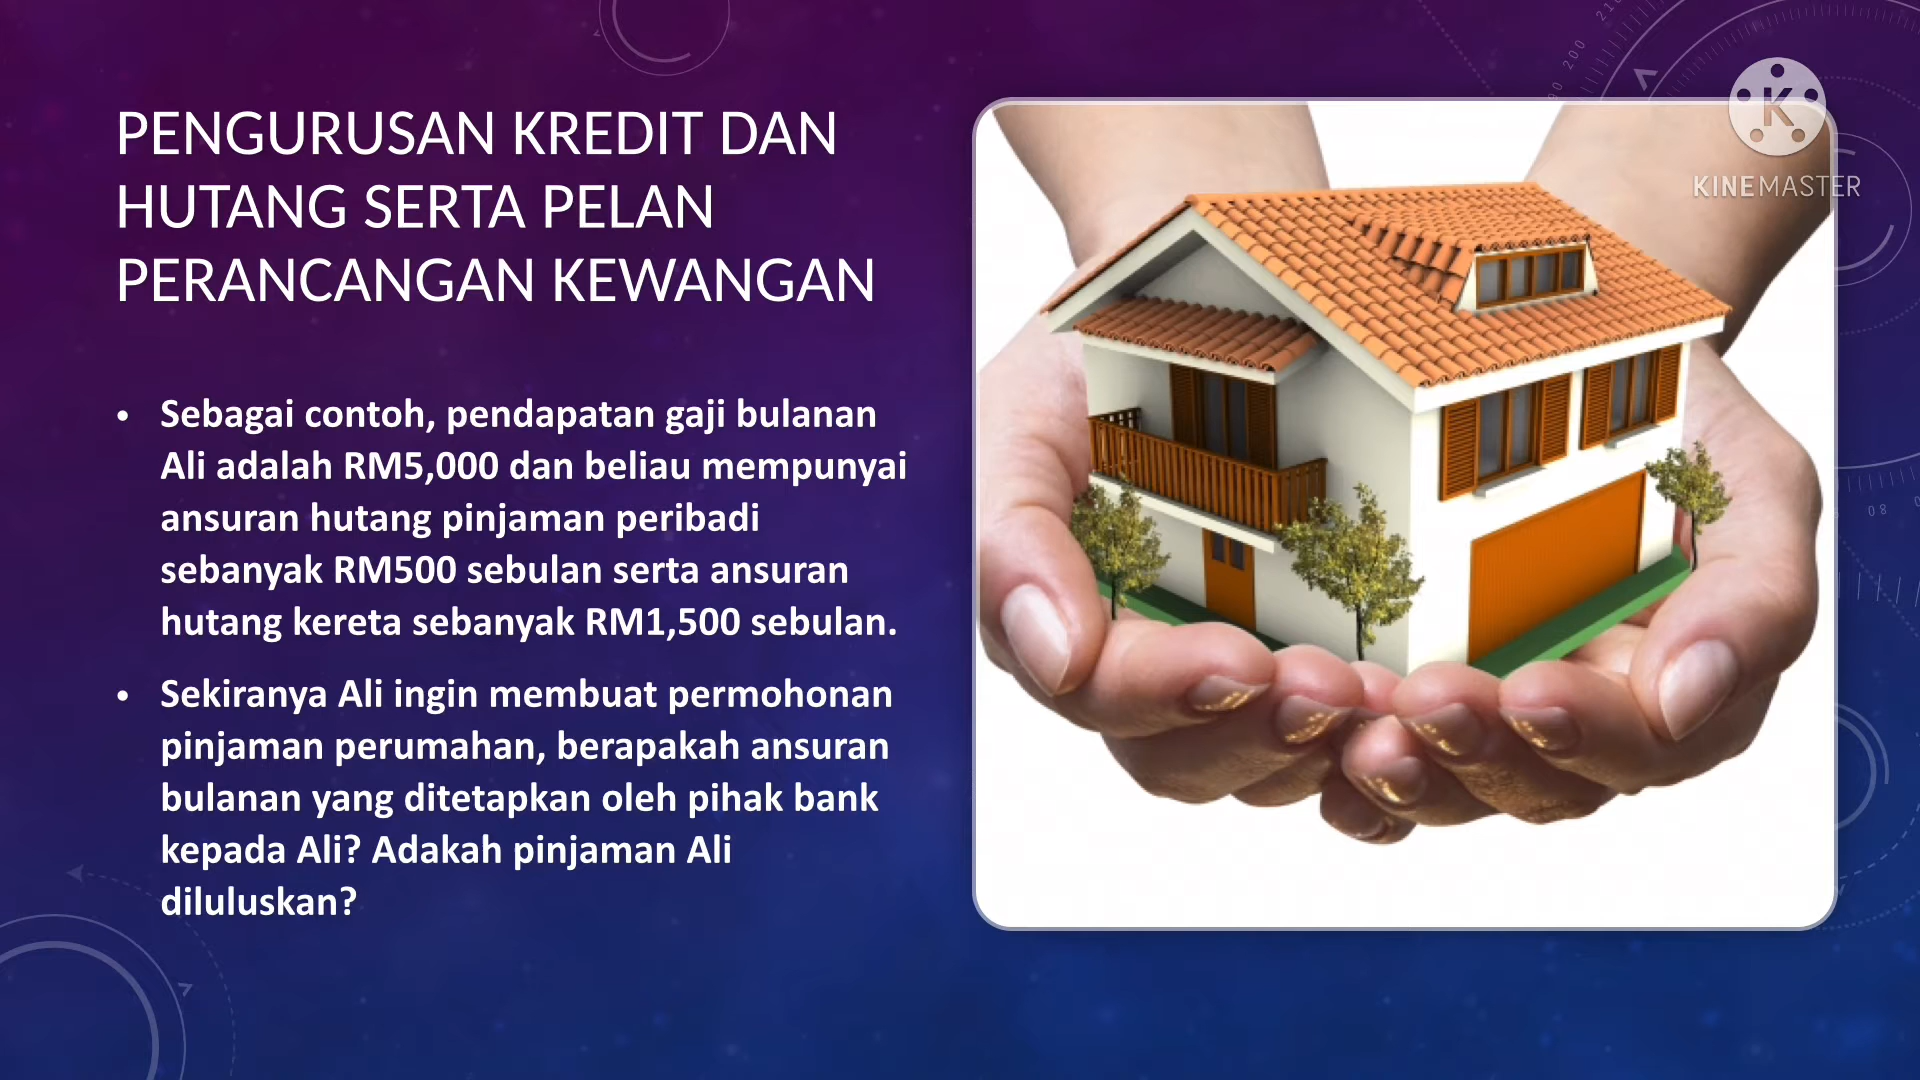 PENGURUSAN KREDIT DAN
HUTANG SERTA PELAN
PERANCANGAN KEWANGAN
• Sebagai contoh, pendapatan gaji bulanan
Ali adalah RM5,000 dan beliau mempunyai
ansuran hutang pinjaman peribadi
sebanyak RM500 sebulan serta ansuran
hutang kereta sebanyak RM1,500 sebulan.
• Sekiranya Ali ingin membuat permohonan
pinjaman perumahan, berapakah ansuran
bulanan yang ditetapkan oleh pihak bank
kepada Ali? Adakah pinjaman Ali
diluluskan?
K
KINEMASTER
210
200
80